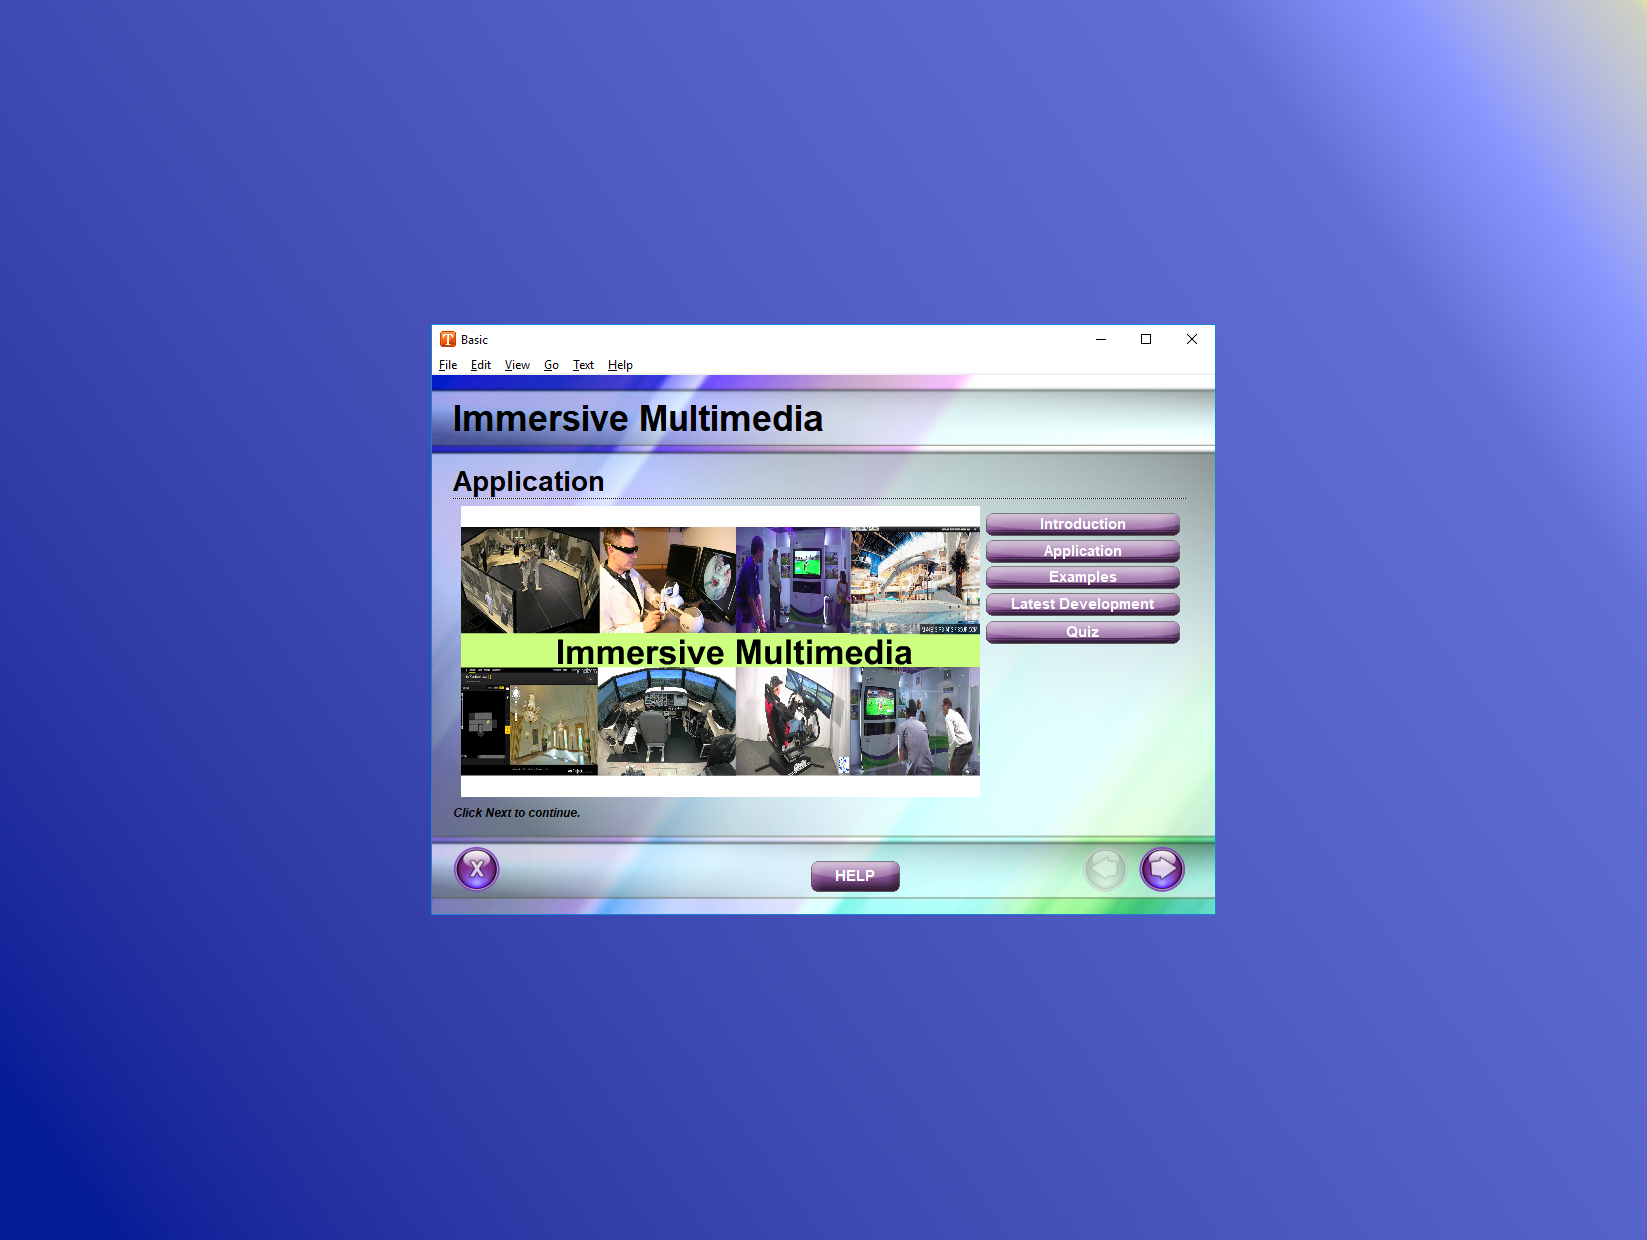 Basic
File Edit View Go Text Help
Immersive Multimedia
Application
Introduction
Application
Examples
Latest Development
Quiz
Immersive Multimedia
Click Next to continue.
X
HELP